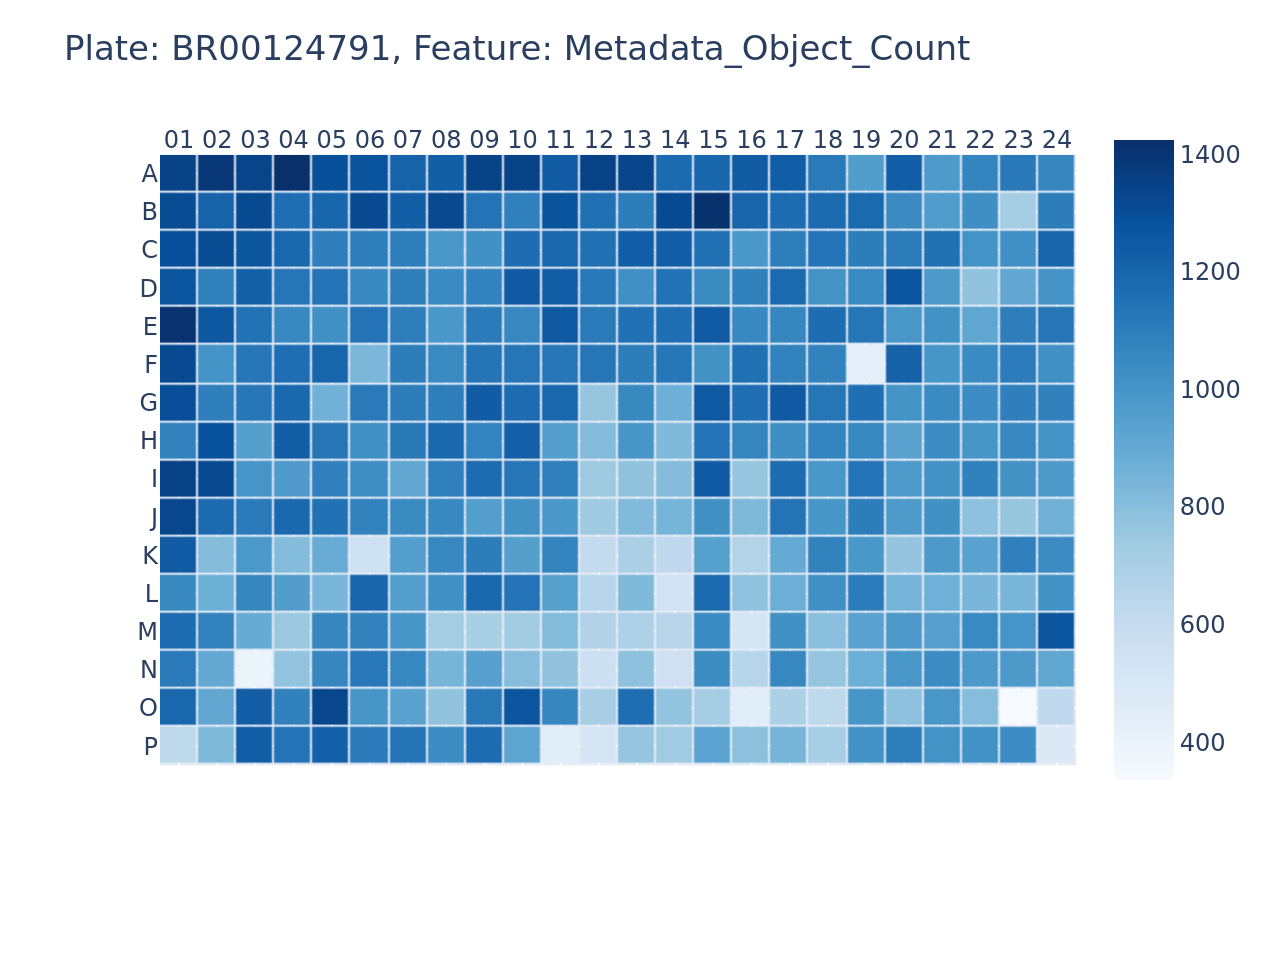 Plate: BR00124791, Feature: Metadata_Object_Count
01 02 03 04 05 06 07 08 09 10 11 12 13 14 15 16 17 18 19 20 21 22 23 24
A
B
C
D
E
F
G
H
I
J
K
L
M
N
O
P
1400
1200
1000
800
600
400